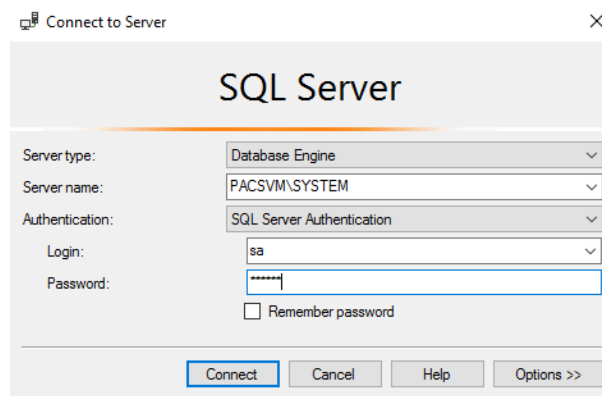 Connect to Server
SQL Server
Server type: Database Engine
Server name: PACSVM\SYSTEM
Authentication: SQL Server Authentication
Login: sa
Password: ******
Remember password
Connect Cancel Help Options >>